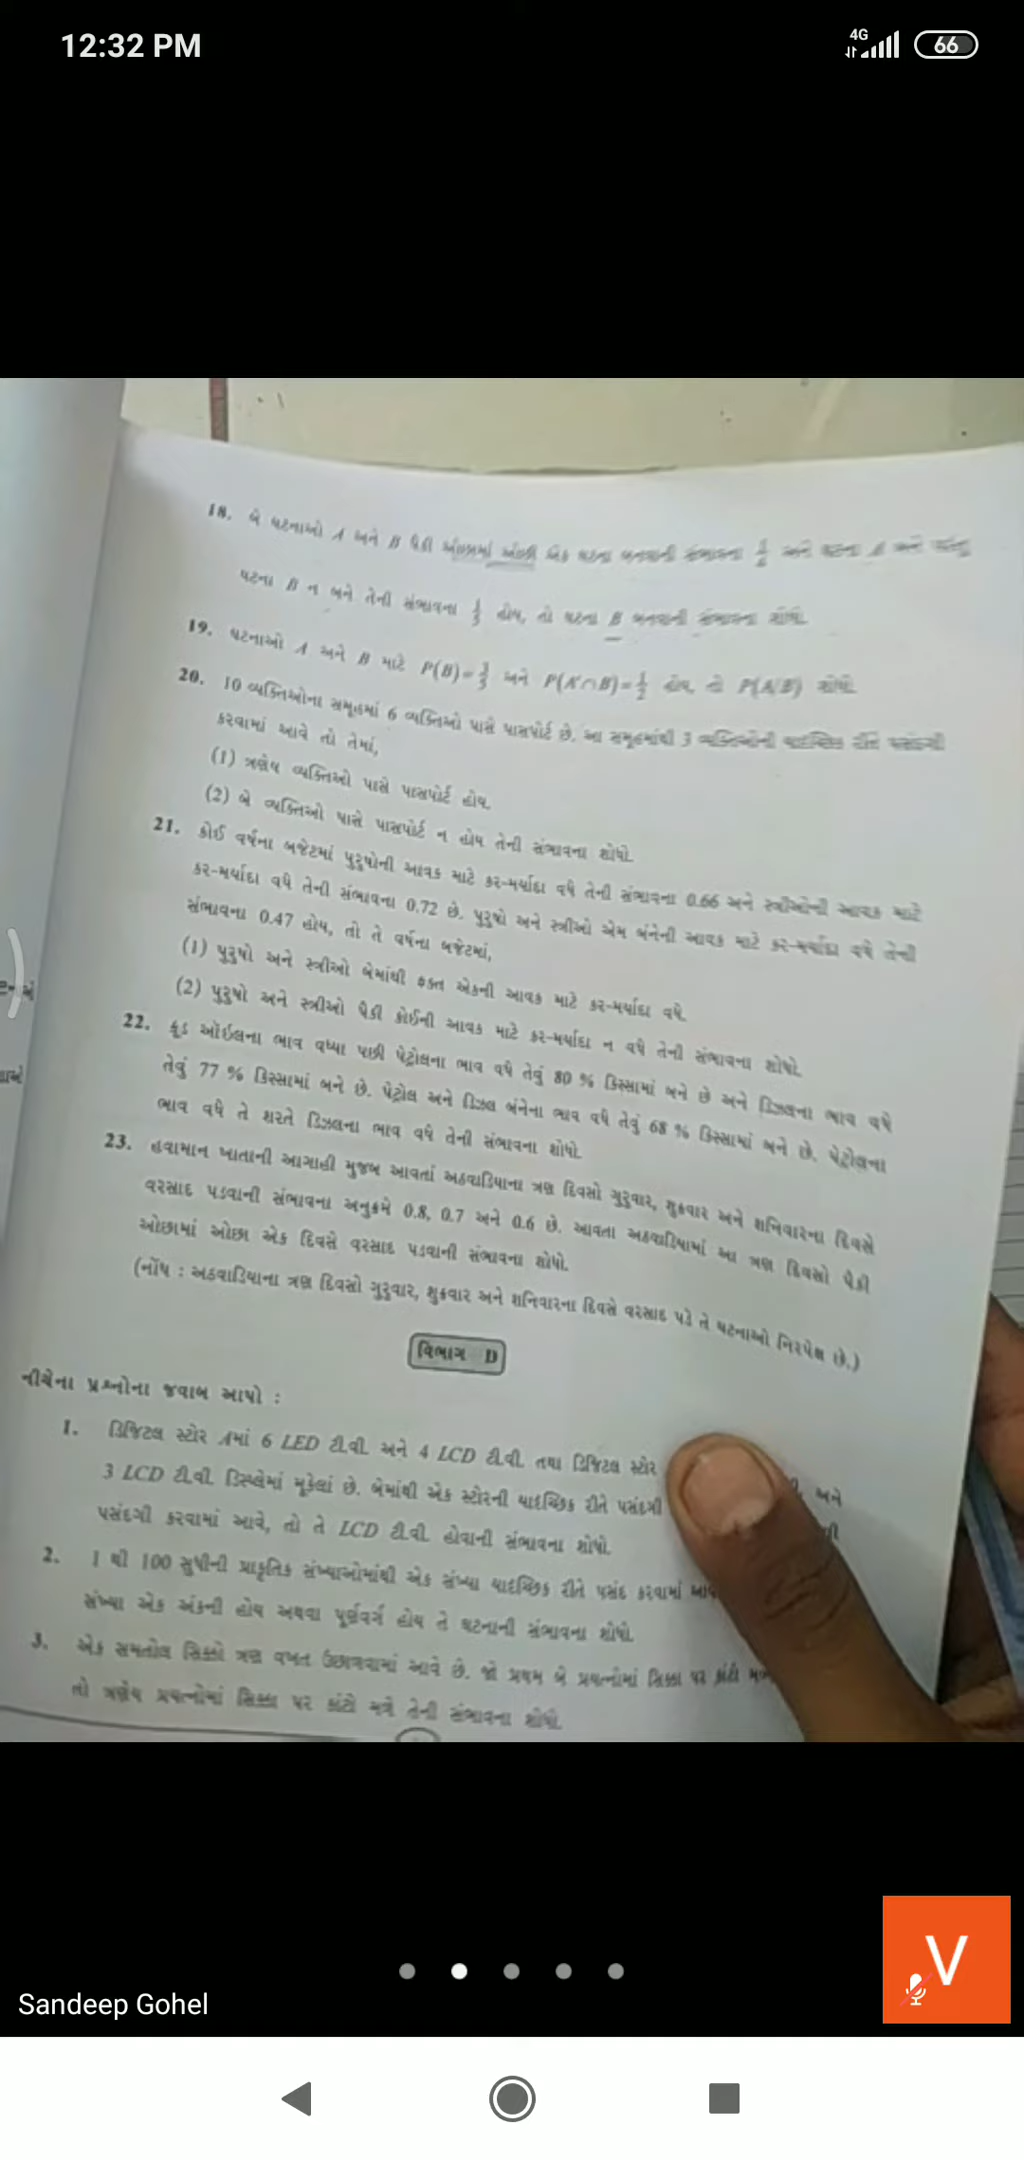 12:32 PM
4G
66
18. બે ઘટનાઓ A અને B પૈકી ઓછામાં ઓછી એક ઘટના બનવાની સંભાવના અને ઘટના A અને
ઘટના B ન બને તેની સંભાવના હોય, તો ઘટના B બનવાની સંભાવના શોધો.
19. ઘટનાઓ A અને B માટે P(B)= અને P(A'∩B)= હોય, તો શોધો.
20. 10 વ્યક્તિઓના સમૂહમાં 6 વ્યક્તિઓ પાસે પાસપોર્ટ છે. આ સમૂહમાંથી 3 વ્યક્તિઓની યાદચ્છિક રીતે પસંદગી
કરવામાં આવે તો તેમાં,
(1) ત્રણેય વ્યક્તિઓ પાસે પાસપોર્ટ હોય.
(2) બે વ્યક્તિઓ પાસે પાસપોર્ટ ન હોય તેની સંભાવના શોધો.
21. કોઈ વર્ષના બજેટમાં પુરુષોની આવક માટે કર-મર્યાદા વધે તેની સંભાવના 0.66 અને સ્ત્રીઓની આવક માટે
કર-મર્યાદા વધે તેની સંભાવના 0.72 છે. પુરુષો અને સ્ત્રીઓ એમ બંનેની આવક માટે કર-મર્યાદા વધે તેની
સંભાવના 0.47 હોય, તો તે વર્ષના બજેટમાં,
(1) પુરુષો અને સ્ત્રીઓ બેમાંથી ફક્ત એકની આવક માટે કર-મર્યાદા વધે.
(2) પુરુષો અને સ્ત્રીઓ પૈકી કોઈની આવક માટે કર-મર્યાદા ન વધે તેની સંભાવના શોધો.
22. ક્રૂડ ઑઇલના ભાવ વધ્યા પછી પેટ્રોલના ભાવ વધે તેવું 80 % કિસ્સામાં બને છે અને ડિઝલના ભાવ વધે
તેવું 77 % કિસ્સામાં બને છે. પેટ્રોલ અને ડિઝલ બંનેના ભાવ વધે તેવું 68 % કિસ્સામાં બને છે. પેટ્રોલના
ભાવ વધે તે શરતે ડિઝલના ભાવ વધે તેની સંભાવના શોધો.
23. હવામાન ખાતાની આગાહી મુજબ આવતાં અઠવાડિયાના ત્રણ દિવસો ગુરુવાર, શુક્રવાર અને શનિવારના દિવસે
વરસાદ પડવાની સંભાવના અનુક્રમે 0.8, 0.7 અને 0.6 છે. આવતા અઠવાડિયામાં આ ત્રણ દિવસો પૈકી
ઓછામાં ઓછા એક દિવસે વરસાદ પડવાની સંભાવના શોધો.
(નોંધ : અઠવાડિયાના ત્રણ દિવસો ગુરુવાર, શુક્રવાર અને શનિવારના દિવસે વરસાદ પડે તે ઘટનાઓ નિરપેક્ષ છે.)
વિભાગ D
નીચેના પ્રશ્નોના જવાબ આપો :
1. ડિજિટલ સ્ટોર Aમાં 6 LED ટી.વી. અને 4 LCD ટી.વી. તથા ડિજિટલ સ્ટોર અને
3 LCD ટી.વી. ડિસ્પ્લેમાં મૂકેલાં છે. બેમાંથી એક સ્ટોરની યાદચ્છિક રીતે પસંદગી
પસંદગી કરવામાં આવે, તો તે LCD ટી.વી. હોવાની સંભાવના શોધો.
2. 1 થી 100 સુધીની પ્રાકૃતિક સંખ્યાઓમાંથી એક સંખ્યા યાદચ્છિક રીતે પસંદ કરવામાં
સંખ્યા એક અંકની હોય અથવા પૂર્ણવર્ગ હોય તે ઘટનાની સંભાવના શોધો.
3. એક સમતોલ સિક્કો ત્રણ વખત ઉછાળવામાં આવે છે. જો પ્રથમ બે પ્રયત્નોમાં સિક્કા પર કાંટો
તો ત્રણેય પ્રયત્નોમાં સિક્કા પર કાંટો મળે તેની સંભાવના શોધો.
V
Sandeep Gohel